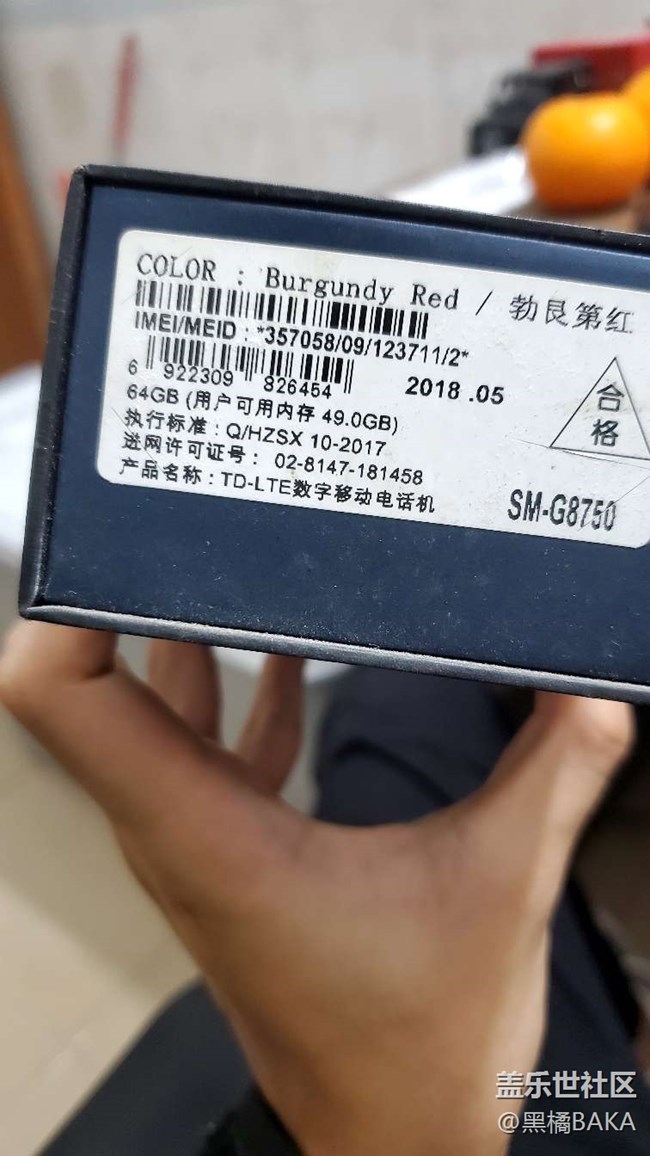 COLOR : Burgundy Red / 勃艮第红
IMEI/MEID : *357058/09/123711/2*
6 922309 826454
2018 .05
64GB (用户可用内存 49.0GB)
执行标准 : Q/HZSX 10-2017
进网许可证号 : 02-8147-181458
产品名称 : TD-LTE数字移动电话机
合
格
SM-G8750
盖乐世社区
@黑橘BAKA